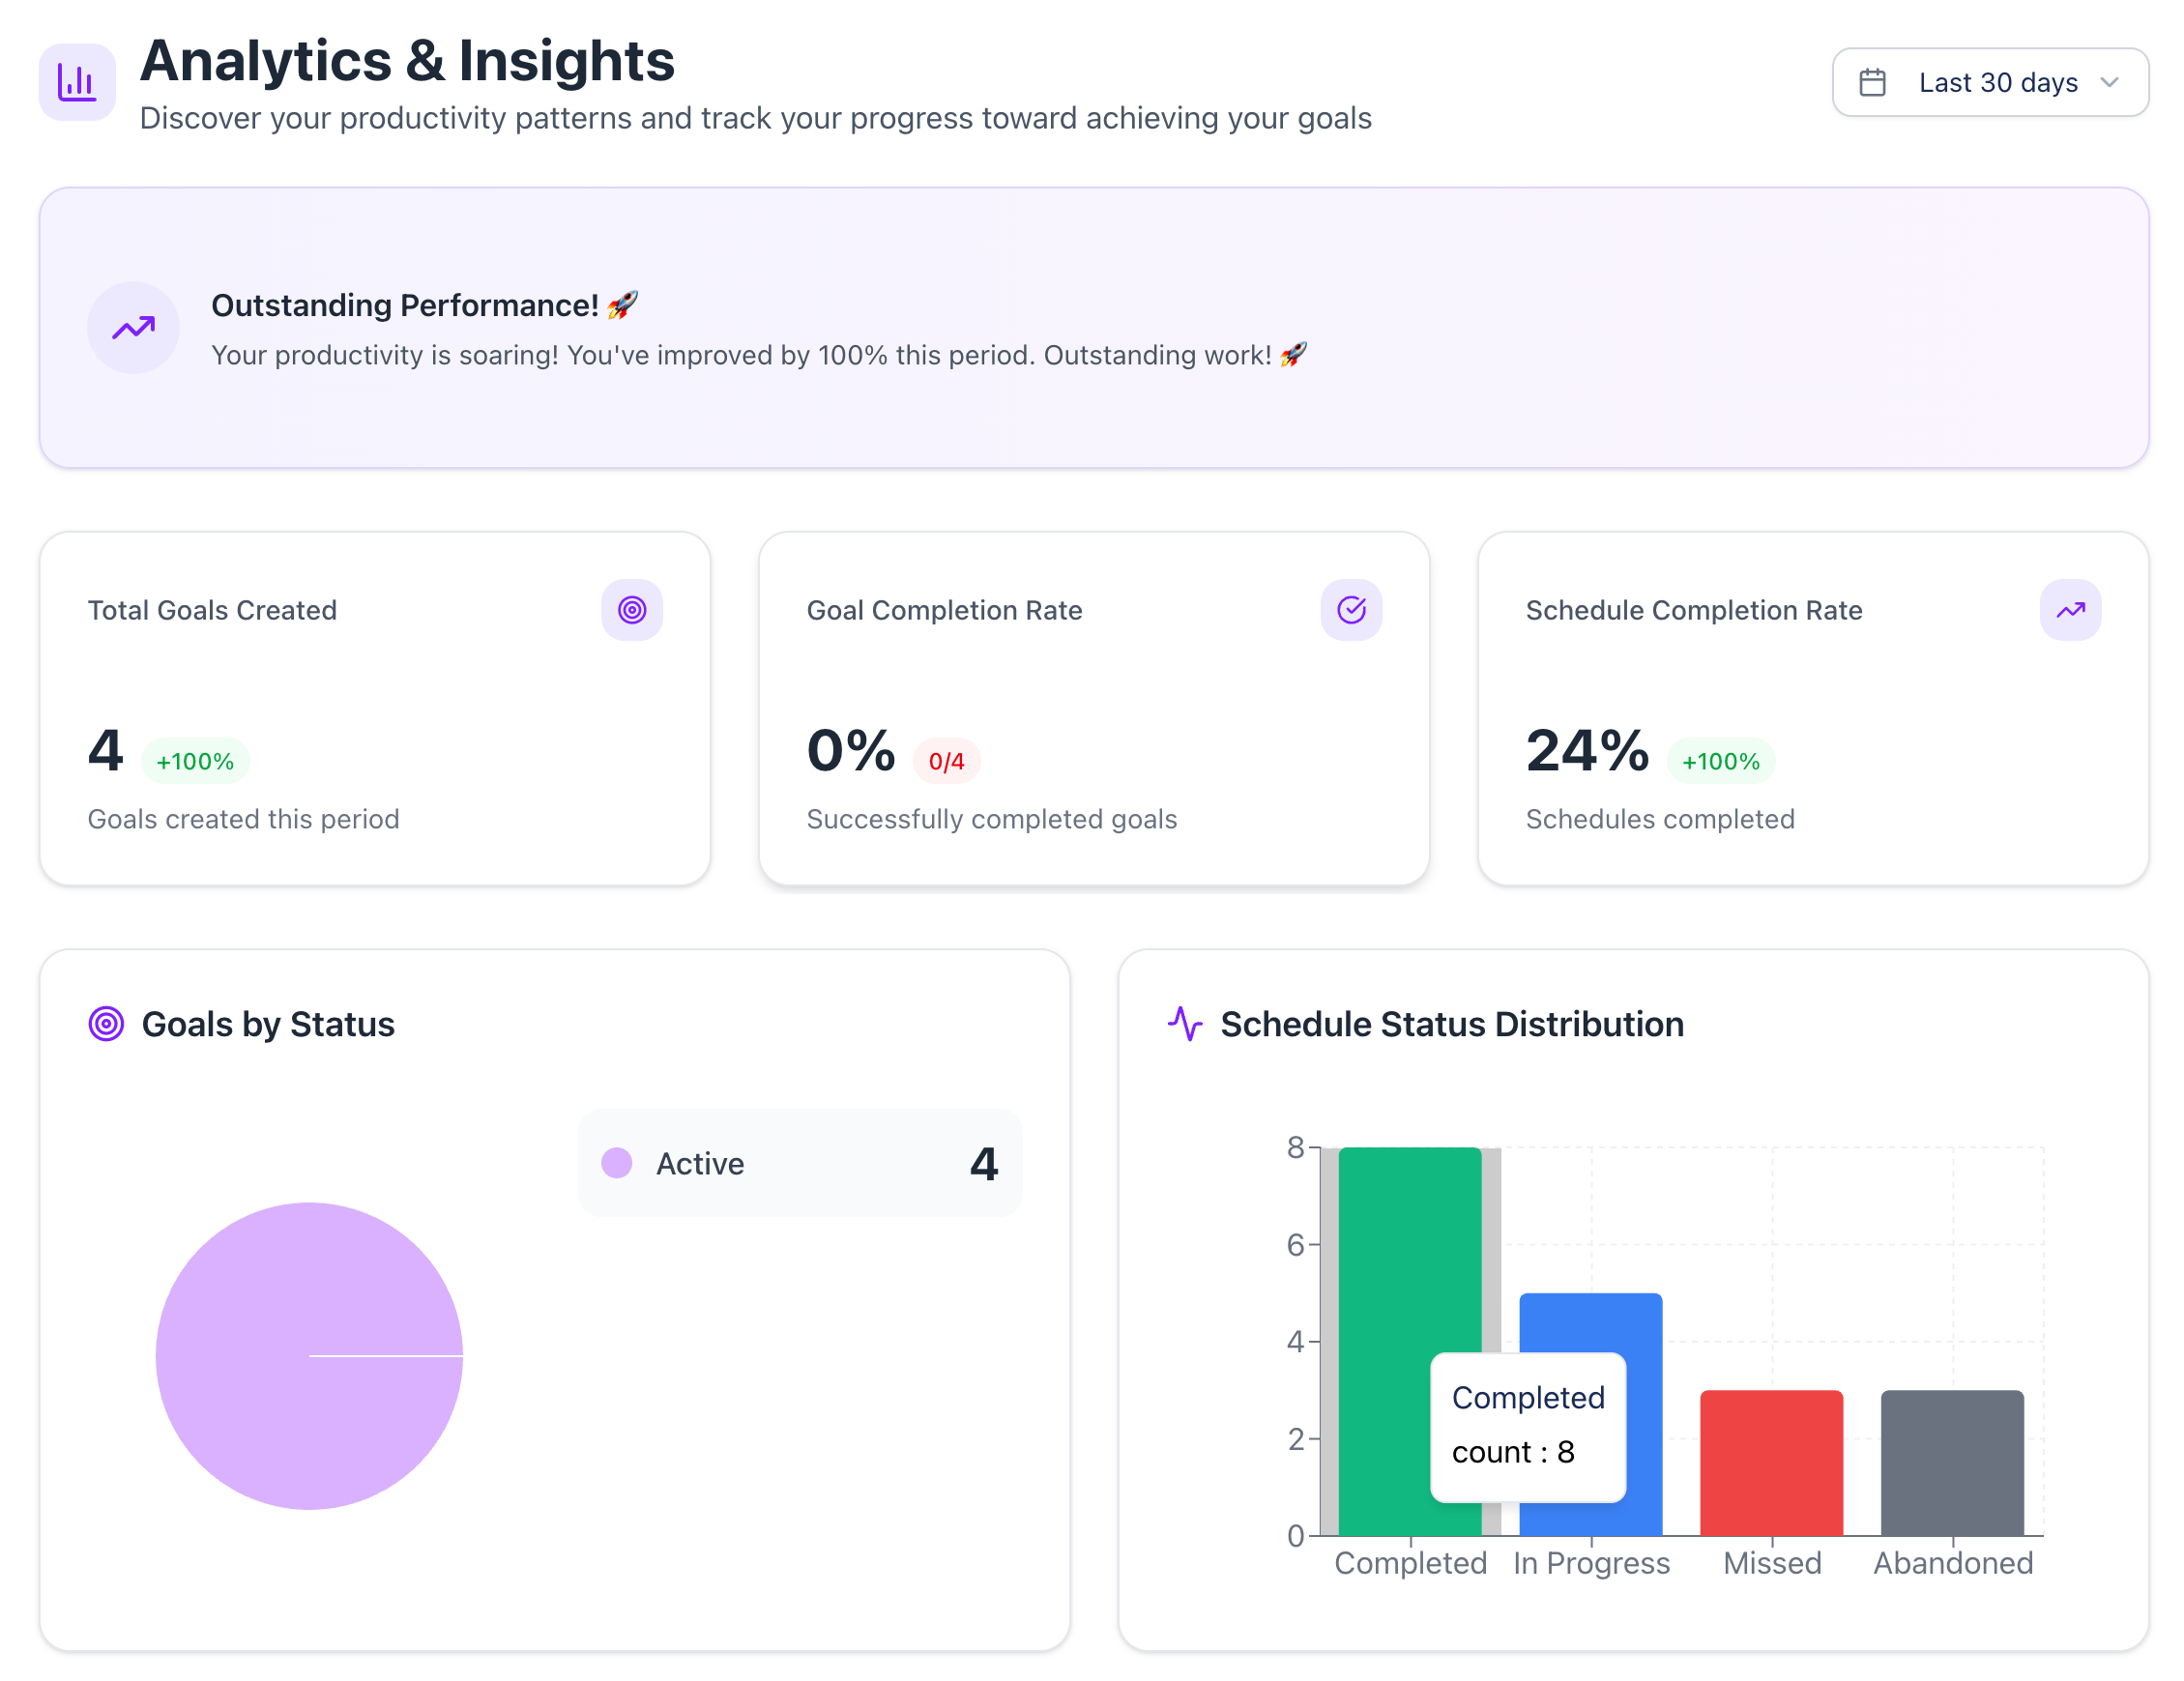 Analytics & Insights
Discover your productivity patterns and track your progress toward achieving your goals
Last 30 days
Outstanding Performance! 🚀
Your productivity is soaring! You've improved by 100% this period. Outstanding work! 🚀
Total Goals Created
4 +100%
Goals created this period
Goal Completion Rate
0% 0/4
Successfully completed goals
Schedule Completion Rate
24% +100%
Schedules completed
Goals by Status
Active 4
Schedule Status Distribution
8
6
4
2
0
Completed
count : 8
Completed In Progress Missed Abandoned